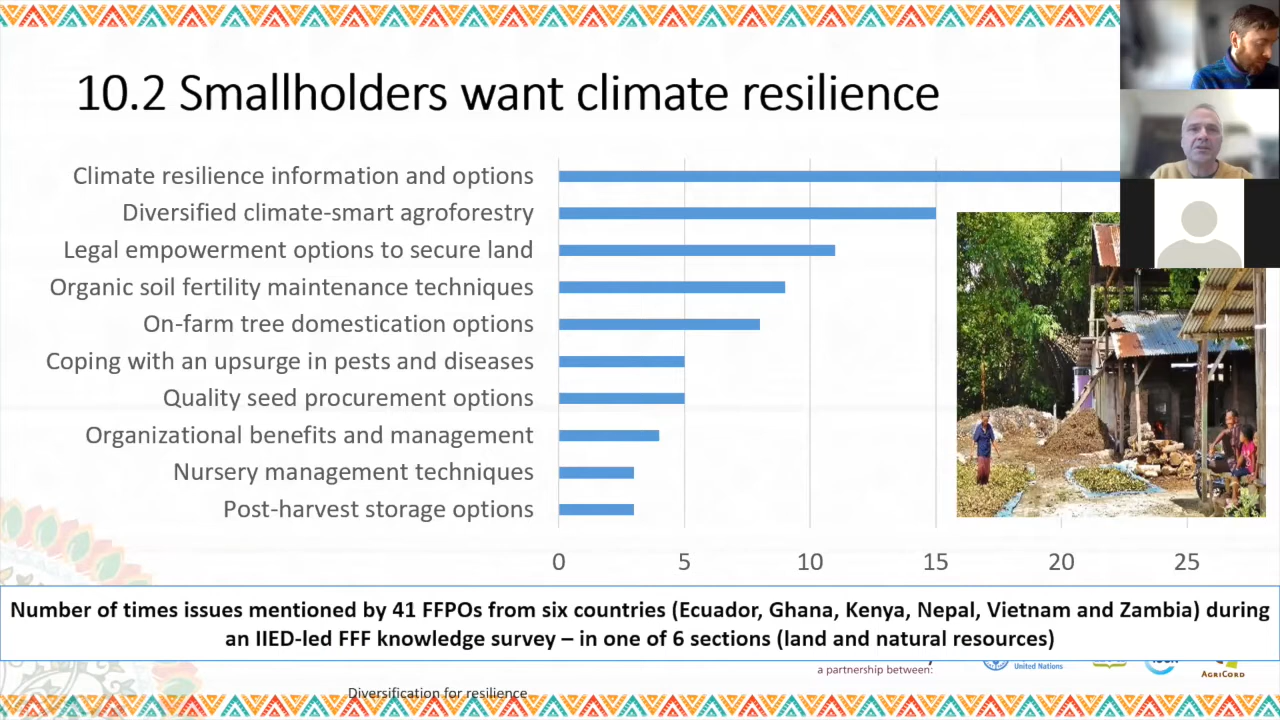 10.2 Smallholders want climate resilience
Climate resilience information and options
Diversified climate-smart agroforestry
Legal empowerment options to secure land
Organic soil fertility maintenance techniques
On-farm tree domestication options
Coping with an upsurge in pests and diseases
Quality seed procurement options
Organizational benefits and management
Nursery management techniques
Post-harvest storage options
0 5 10 15 20 25
Number of times issues mentioned by 41 FFPOs from six countries (Ecuador, Ghana, Kenya, Nepal, Vietnam and Zambia) during
an IIED-led FFF knowledge survey – in one of 6 sections (land and natural resources)
a partnership between:
United Nations
AGRICORD
Diversification for resilience